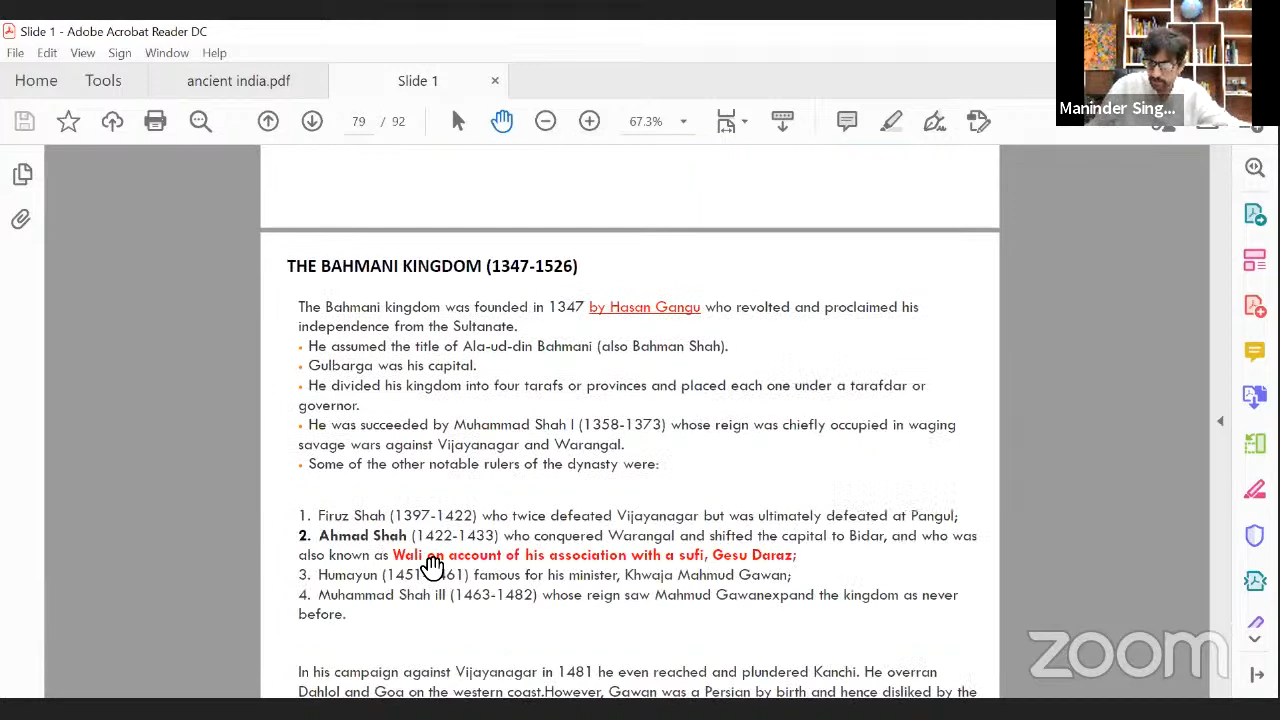 Slide 1 - Adobe Acrobat Reader DC
File Edit View Sign Window Help
Home Tools ancient india.pdf Slide 1 ×
79 / 92 67.3%
Maninder Sing...
THE BAHMANI KINGDOM (1347-1526)
The Bahmani kingdom was founded in 1347 by Hasan Gangu who revolted and proclaimed his
independence from the Sultanate.
• He assumed the title of Ala-ud-din Bahmani (also Bahman Shah).
• Gulbarga was his capital.
• He divided his kingdom into four tarafs or provinces and placed each one under a tarafdar or
governor.
• He was succeeded by Muhammad Shah I (1358-1373) whose reign was chiefly occupied in waging
savage wars against Vijayanagar and Warangal.
• Some of the other notable rulers of the dynasty were:
1. Firuz Shah (1397-1422) who twice defeated Vijayanagar but was ultimately defeated at Pangul;
2. Ahmad Shah (1422-1433) who conquered Warangal and shifted the capital to Bidar, and who was
also known as Wali on account of his association with a sufi, Gesu Daraz;
3. Humayun (1451-1461) famous for his minister, Khwaja Mahmud Gawan;
4. Muhammad Shah ill (1463-1482) whose reign saw Mahmud Gawanexpand the kingdom as never
before.
In his campaign against Vijayanagar in 1481 he even reached and plundered Kanchi. He overran
Dahlol and Goa on the western coast.However, Gawan was a Persian by birth and hence disliked by the
zoom